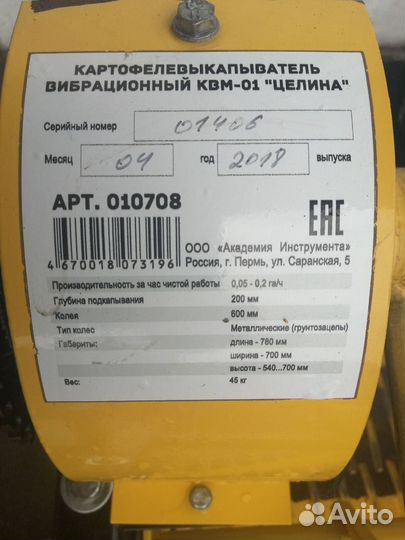 КАРТОФЕЛЕВЫКАПЫВАТЕЛЬ
ВИБРАЦИОННЫЙ КВМ-01 "ЦЕЛИНА"
Серийный номер 01406
Месяц 04 год 2018 выпуска
АРТ. 010708
EAC
4 670018 073196
ООО «Академия Инструмента»
Россия, г. Пермь, ул. Саранская, 5
Производительность за час чистой работы 0,05 - 0,2 га/ч
Глубина подкапывания 200 мм
Колея 600 мм
Тип колес Металлические (грунтозацепы)
Габариты: длина - 780 мм
ширина - 700 мм
высота - 540...700 мм
Вес: 45 кг
Avito